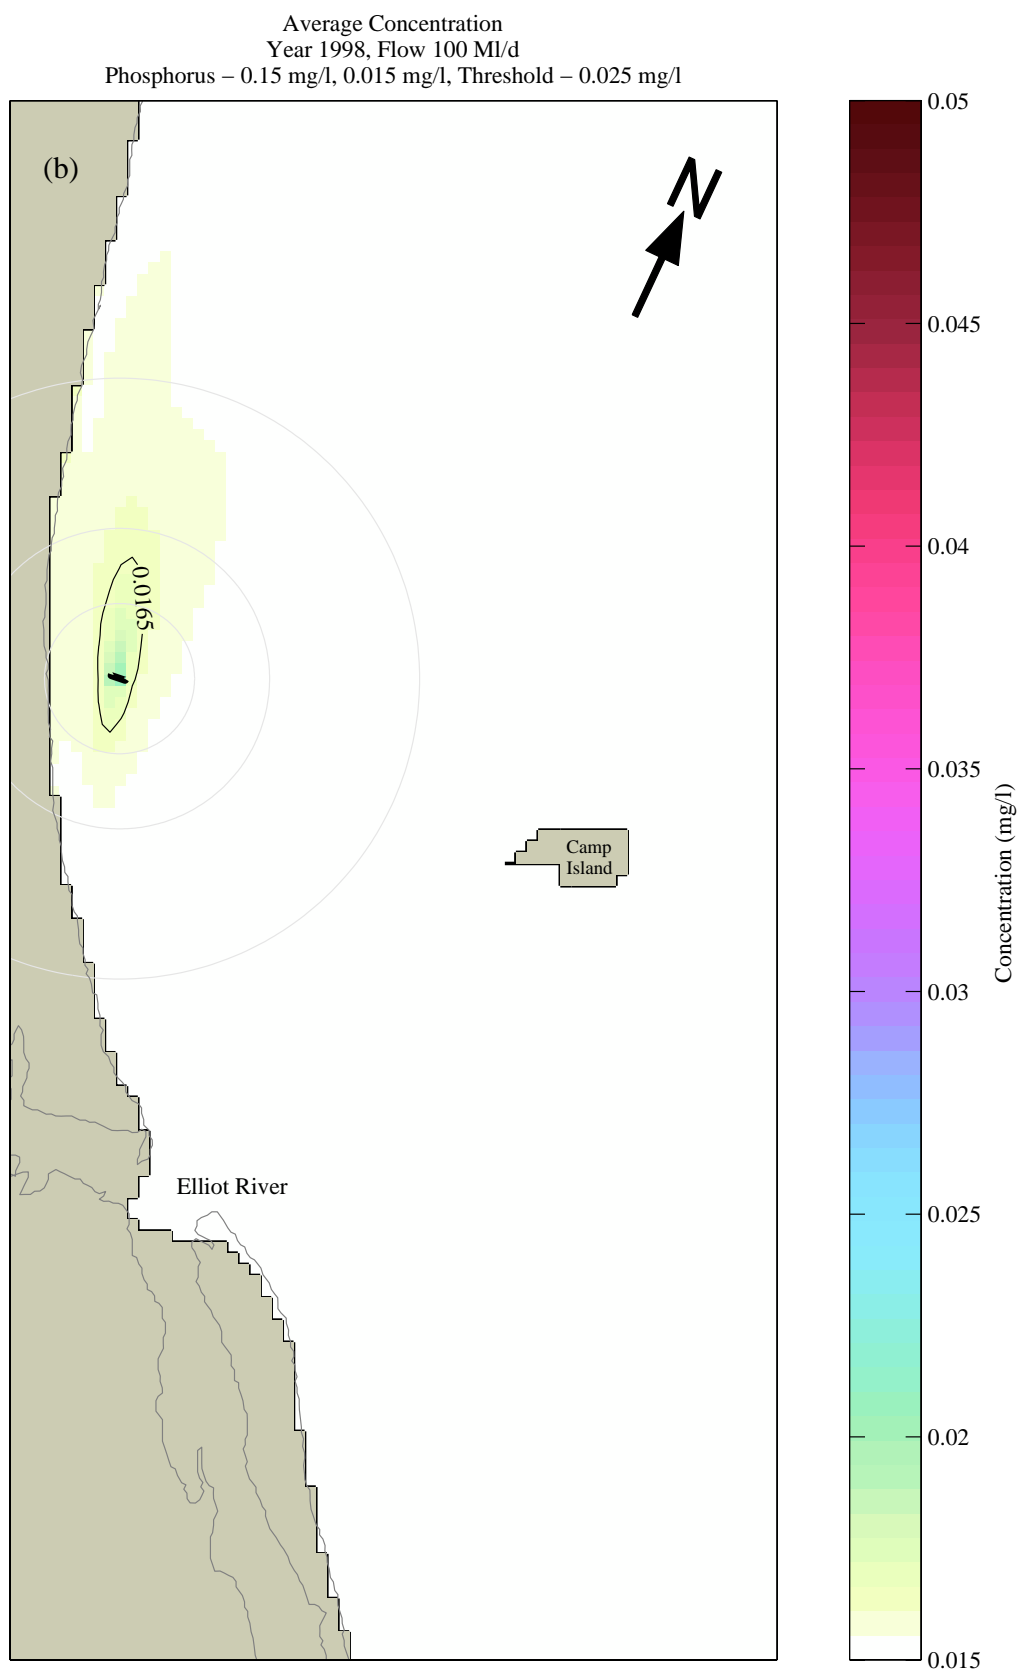 Average Concentration
Year 1998, Flow 100 Ml/d
Phosphorus – 0.15 mg/l, 0.015 mg/l, Threshold – 0.025 mg/l
(b)
N
0.0165
Camp
Island
Elliot River
0.05
0.045
0.04
0.035
0.03
0.025
0.02
0.015
Concentration (mg/l)